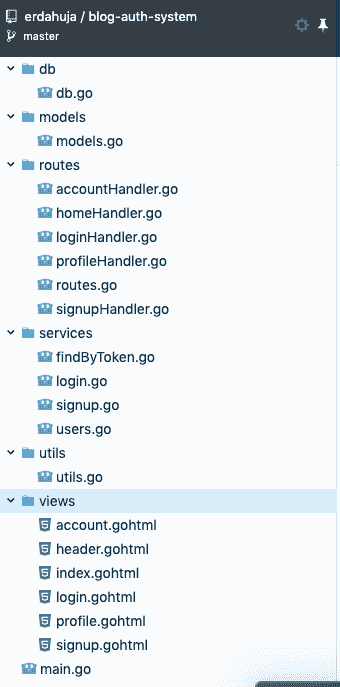 erdahuja / blog-auth-system
master
db
db.go
models
models.go
routes
accountHandler.go
homeHandler.go
loginHandler.go
profileHandler.go
routes.go
signupHandler.go
services
findByToken.go
login.go
signup.go
users.go
utils
utils.go
views
account.gohtml
header.gohtml
index.gohtml
login.gohtml
profile.gohtml
signup.gohtml
main.go